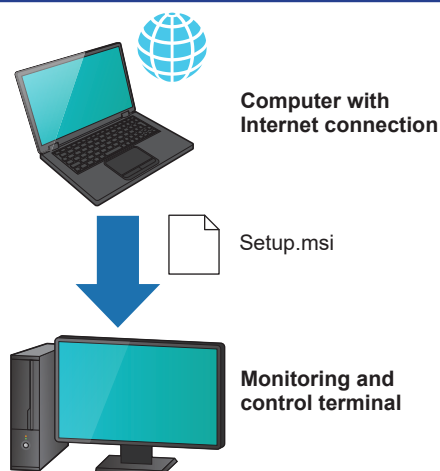 Computer with
Internet connection
Setup.msi
Monitoring and
control terminal